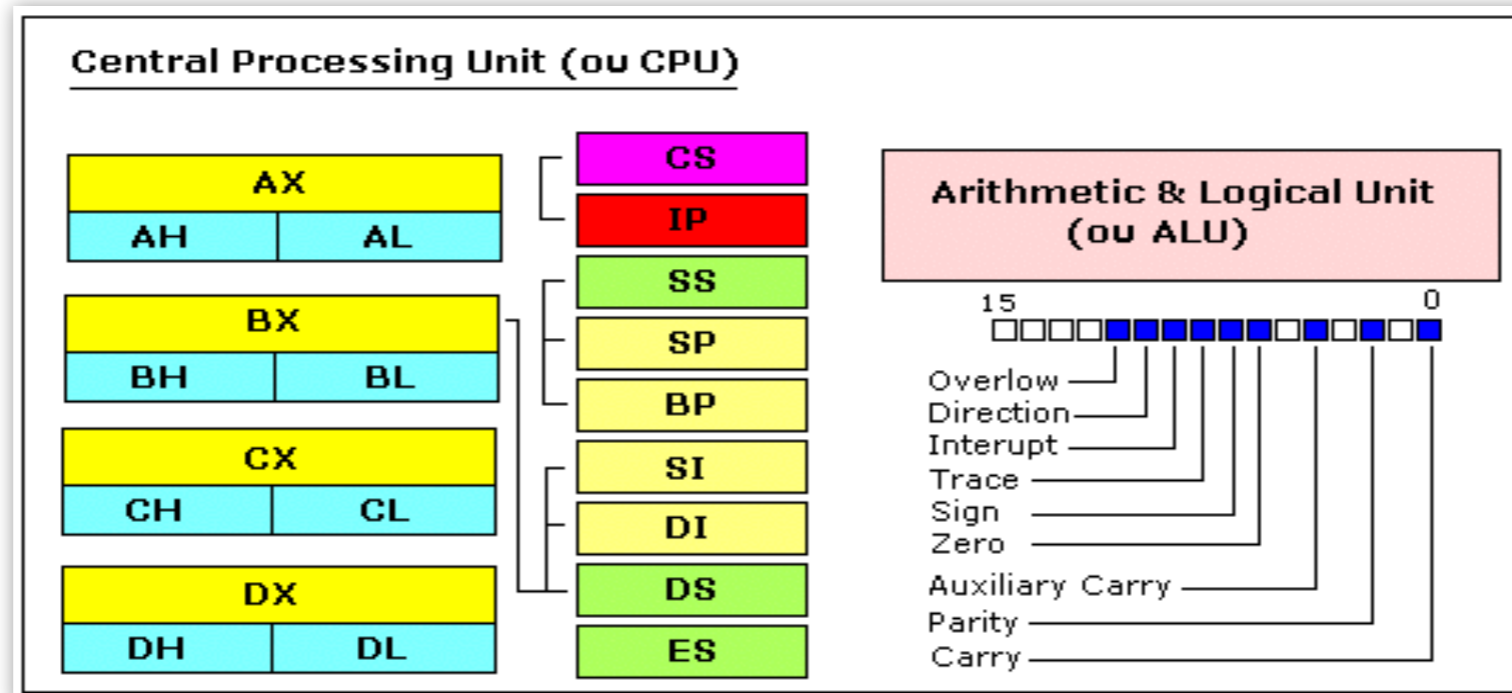 Central Processing Unit (ou CPU)
AX
AH AL
BX
BH BL
CX
CH CL
DX
DH DL
CS
IP
SS
SP
BP
SI
DI
DS
ES
Arithmetic & Logical Unit
(ou ALU)
15 0
Overlow
Direction
Interupt
Trace
Sign
Zero
Auxiliary Carry
Parity
Carry